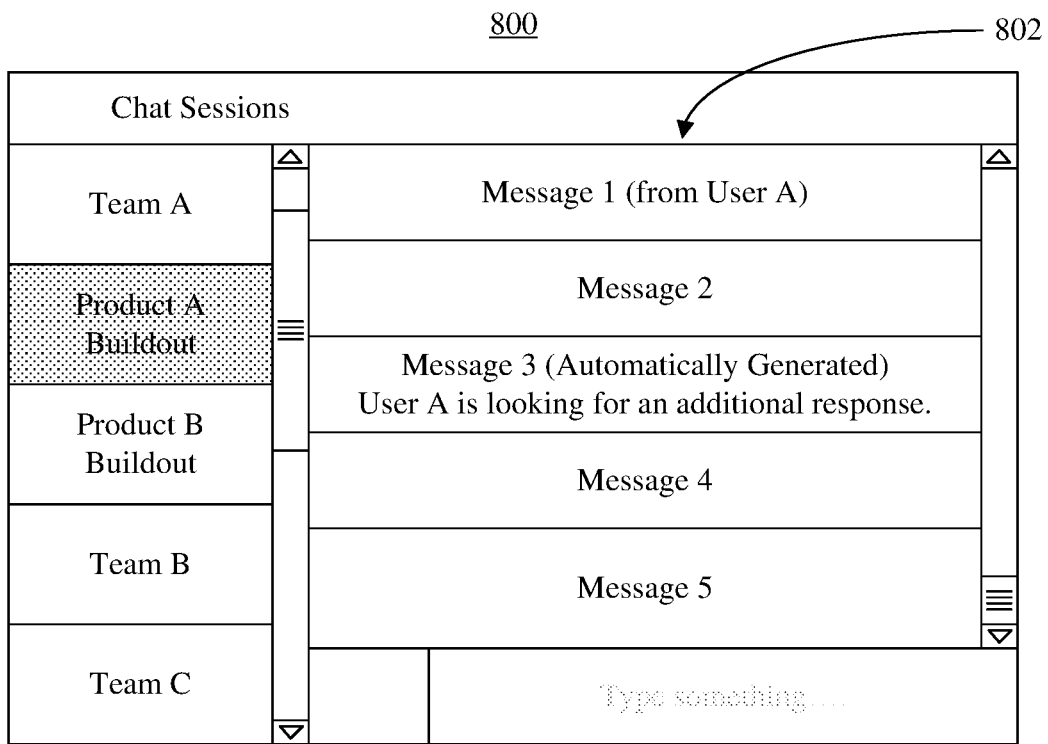 800
802
Chat Sessions
Team A
Product A
Buildout
Product B
Buildout
Team B
Team C
Message 1 (from User A)
Message 2
Message 3 (Automatically Generated)
User A is looking for an additional response.
Message 4
Message 5
Type something....